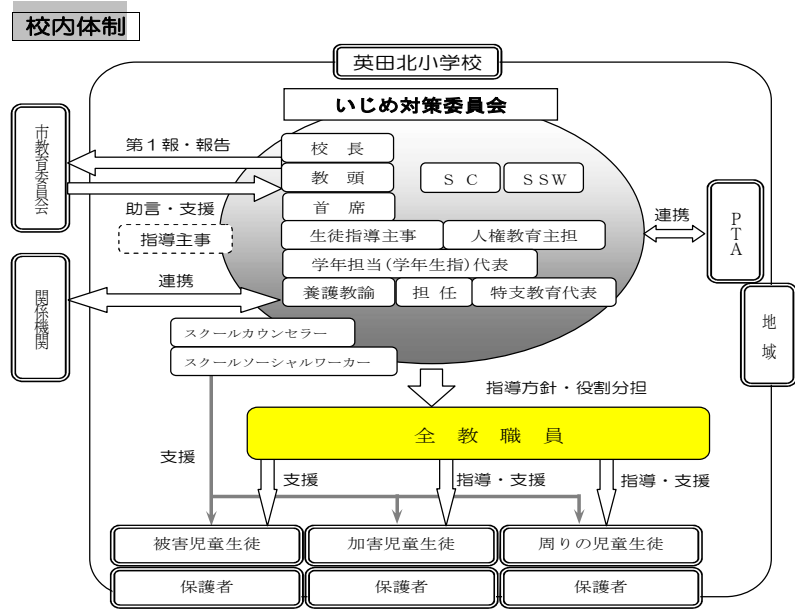 校内体制
英田北小学校
いじめ対策委員会
市教育委員会
第１報・報告
助言・支援
指導主事
校 長
教 頭
首 席
ＳＣ
ＳＳＷ
生徒指導主事
人権教育主担
学年担当(学年生指)代表
養護教諭
担 任
特支教育代表
連携
関係機関
連携
ＰＴＡ
地域
スクールカウンセラー
スクールソーシャルワーカー
指導方針・役割分担
全 教 職 員
支援
支援
指導・支援
指導・支援
被害児童生徒
加害児童生徒
周りの児童生徒
保護者
保護者
保護者